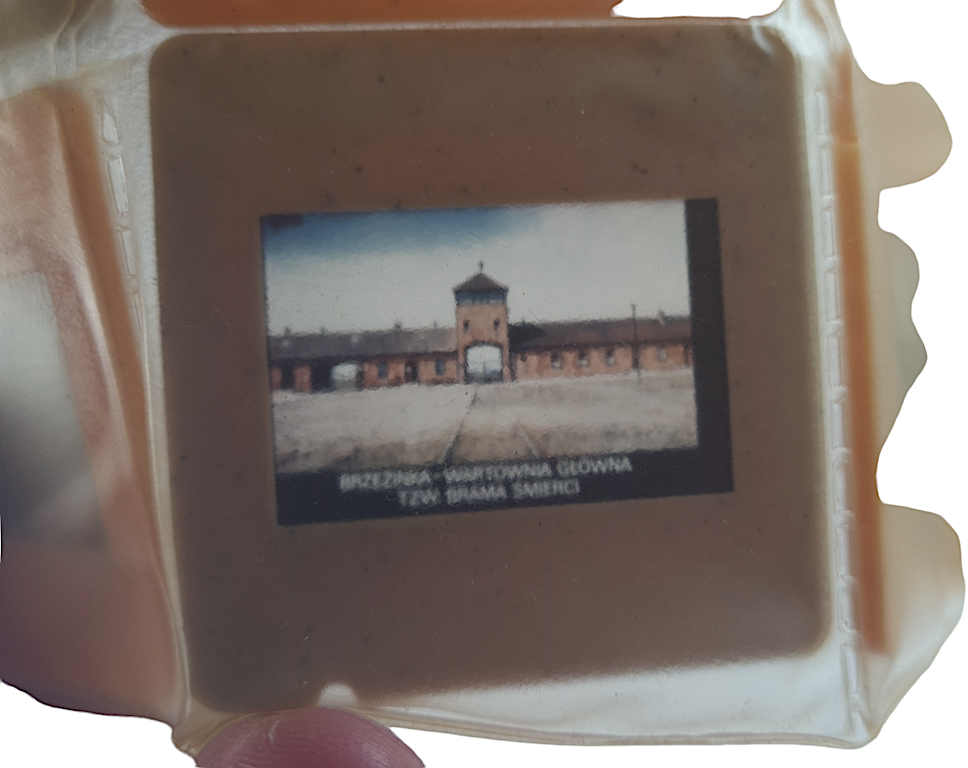 BRZEZINKA - WARTOWNIA GŁÓWNA
TZW. BRAMA ŚMIERCI